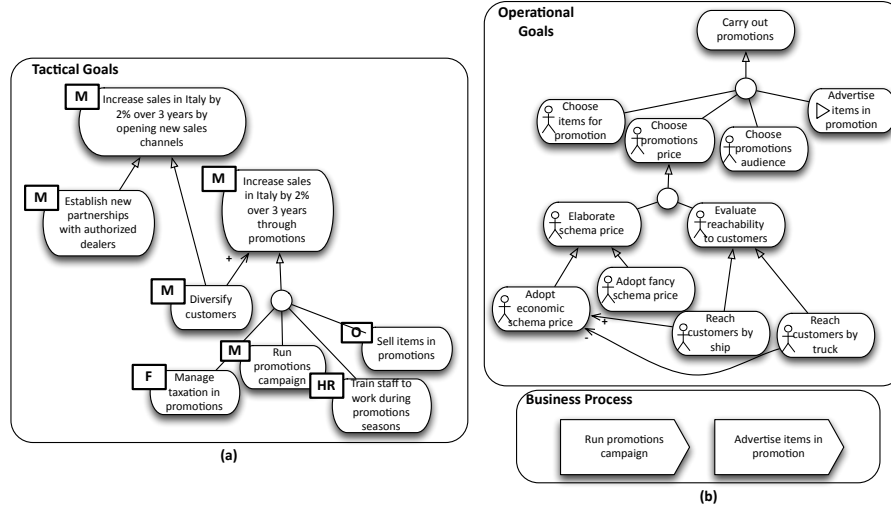 Tactical Goals
M
Increase sales in Italy by
2% over 3 years by
opening new sales
channels
M
Increase sales
in Italy by 2%
over 3 years
through
promotions
M
Establish new
partnerships
with authorized
dealers
+
M
Diversify
customers
O
Sell items in
promotions
M
Run
promotions
campaign
F
Manage
taxation in
promotions
HR
Train staff to
work during
promotions
seasons
(a)
Operational
Goals
Carry out
promotions
Choose
items for
promotion
Choose
promotions
price
Choose
promotions
audience
Advertise
items in
promotion
Elaborate
schema price
Evaluate
reachability
to customers
Adopt
economic
schema price
Adopt fancy
schema price
+
-
Reach
customers by
ship
Reach
customers by
truck
Business Process
Run promotions
campaign
Advertise items in
promotion
(b)